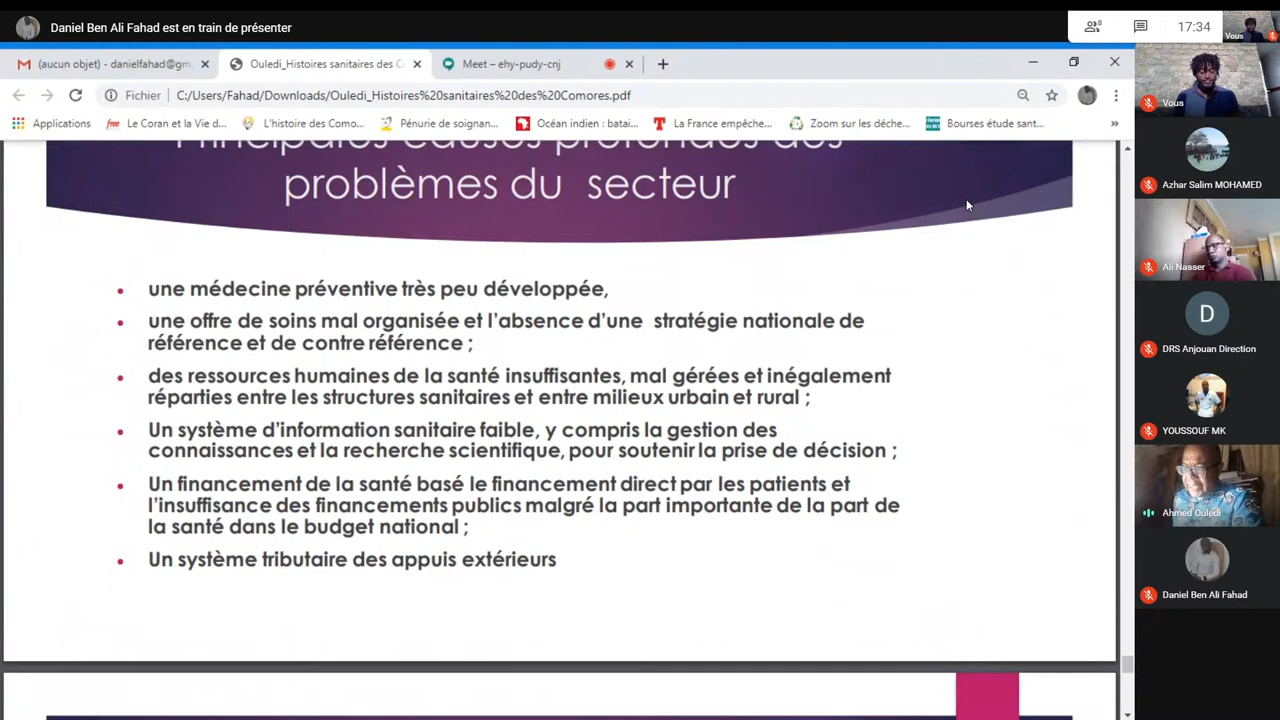 Daniel Ben Ali Fahad est en train de présenter
8
17:34
Vous
(aucun objet) - danielfahad@gm
Ouledi_Histoires sanitaires des C
Meet – ehy-pudy-cnj
Fichier
C:/Users/Fahad/Downloads/Ouledi_Histoires%20sanitaires%20des%20Comores.pdf
Applications
Le Coran et la Vie d...
L'histoire des Como...
Pénurie de soignan...
Océan indien : batai...
La France empêche...
Zoom sur les déche...
Bourses étude sant...
»
Principales causes profondes des
problèmes du secteur
• une médecine préventive très peu développée,
• une offre de soins mal organisée et l'absence d'une stratégie nationale de
référence et de contre référence ;
• des ressources humaines de la santé insuffisantes, mal gérées et inégalement
réparties entre les structures sanitaires et entre milieux urbain et rural ;
• Un système d'information sanitaire faible, y compris la gestion des
connaissances et la recherche scientifique, pour soutenir la prise de décision ;
• Un financement de la santé basé le financement direct par les patients et
l'insuffisance des financements publics malgré la part importante de la part de
la santé dans le budget national ;
• Un système tributaire des appuis extérieurs
Vous
Azhar Salim MOHAMED
Ali Nasser
D
DRS Anjouan Direction
YOUSSOUF MK
Ahmed Ouledi
Daniel Ben Ali Fahad